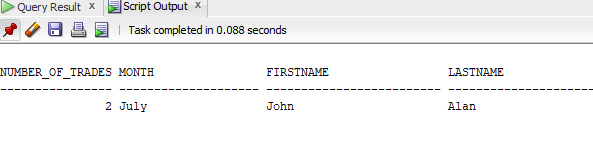 Query Result x Script Output x
Task completed in 0.088 seconds
NUMBER_OF_TRADES MONTH FIRSTNAME LASTNAME
---------------- -------------------- ------------------------- ---------------------
2 July John Alan